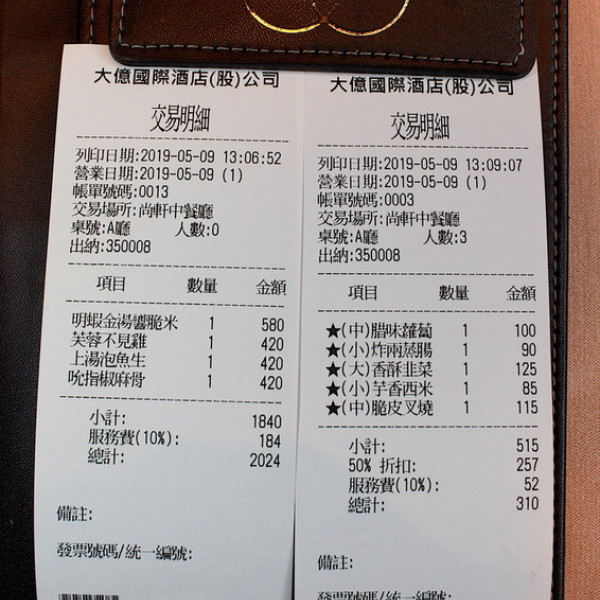 大億國際酒店(股)公司
交易明細
列印日期:2019-05-09 13:06:52
營業日期:2019-05-09 (1)
帳單號碼:0013
交易場所:尚軒中餐廳
桌號:A廳 人數:0
出納:350008
項目 數量 金額
明蝦金湯醬脆米 1 580
芙蓉不見雞 1 420
上湯泡魚生 1 420
吮指椒麻骨 1 420
小計: 1840
服務費(10%): 184
總計: 2024
備註:
發票號碼/統一編號:
大億國際酒店(股)公司
交易明細
列印日期:2019-05-09 13:09:07
營業日期:2019-05-09 (1)
帳單號碼:0003
交易場所:尚軒中餐廳
桌號:A廳 人數:3
出納:350008
項目 數量 金額
★(中)腊味蘿蔔 1 100
★(小)炸兩蒸腸 1 90
★(大)香酥韭菜 1 125
★(小)芋香西米 1 85
★(中)脆皮叉燒 1 115
小計: 515
50% 折扣: 257
服務費(10%): 52
總計: 310
備註:
發票號碼/統一編號: